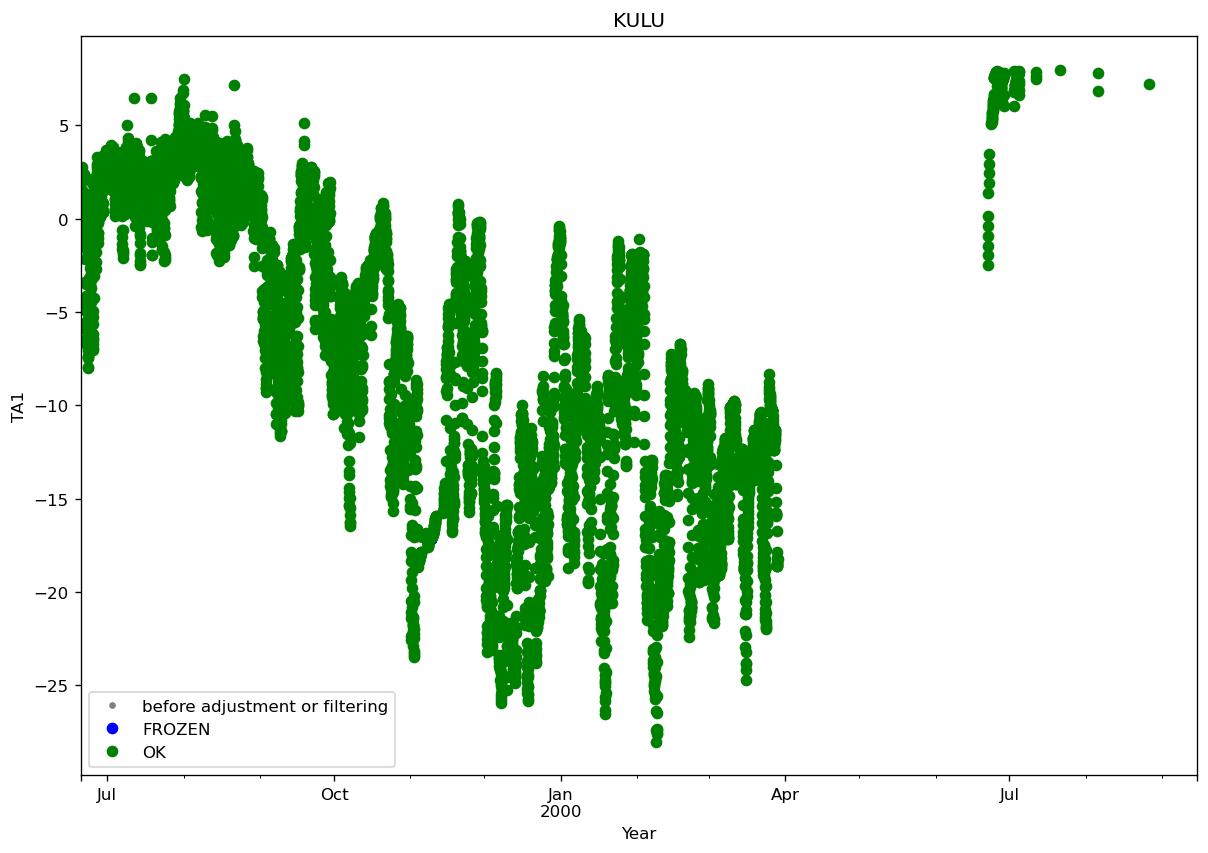 KULU
TA1
5
0
−5
−10
−15
−20
−25
before adjustment or filtering
FROZEN
OK
Jul
Oct
Jan
2000
Apr
Jul
Year